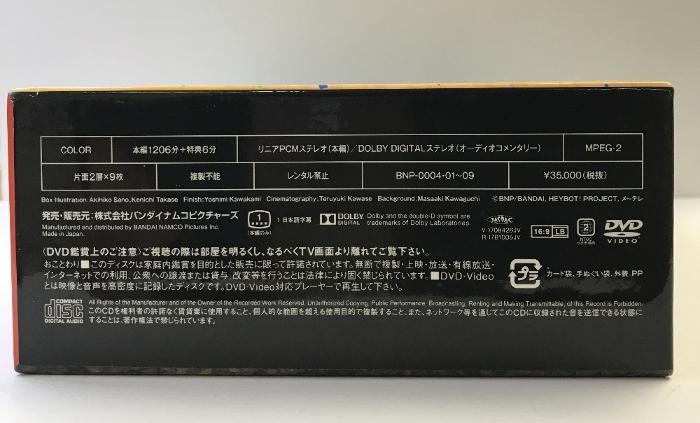 COLOR 本編1206分+特典6分 リニアPCMステレオ(本編)/DOLBY DIGITALステレオ(オーディオコメンタリー) MPEG-2
片面2層×9枚 複製不能 レンタル禁止 BNP-0004-01〜09 ¥35,000(税抜)
Box Illustration:Akihiko Sano,Kenichi Takase Finish:Yoshimi Kawakami Cinematography:Teruyuki Kawase Background:Masaaki Kawaguchi ©BNP/BANDAI, HEYBOT! PROJECT, メ〜テレ
発売・販売元:株式会社バンダイナムコピクチャーズ
Manufactured and distributed by BANDAI NAMCO Pictures Inc.
Made in Japan.
1
(本編のみ)
1 日本語字幕
DOLBY
DIGITAL
Dolby and the double-D symbol are
trademarks of Dolby Laboratories.
16:9 LB
2
DVD
VIDEO
〈DVD鑑賞上のご注意〉ご視聴の際は部屋を明るくし、なるべくTV画面より離れてご覧下さい。
おことわり■このディスクは家庭内鑑賞を目的とした販売に限って許諾されています。無断で複製・上映・放送・有線放送・
インターネットでの利用、公衆への譲渡または貸与、改変等を行うことは法律により固く禁じられています。■DVD-Video
とは映像と音声を高密度に記録したディスクです。DVD-Video対応プレーヤーで再生して下さい。
プラ
カード袋、手ぬぐい袋、外装:PP
COMPACT
disc
DIGITAL AUDIO
All Rights of the Manufacturer and of the Owner of the Recorded Work Reserved. Unauthorized Copying, Public Performance, Broadcasting, Renting and Making Transmittable, of this Record is Forbidden.
このCDを権利者の許諾なく賃貸業に使用すること、個人的な範囲を超える使用目的で複製すること、また、ネットワーク等を通じてこのCDに収録された音を送信できる状態に
することは、著作権法で禁じられています。